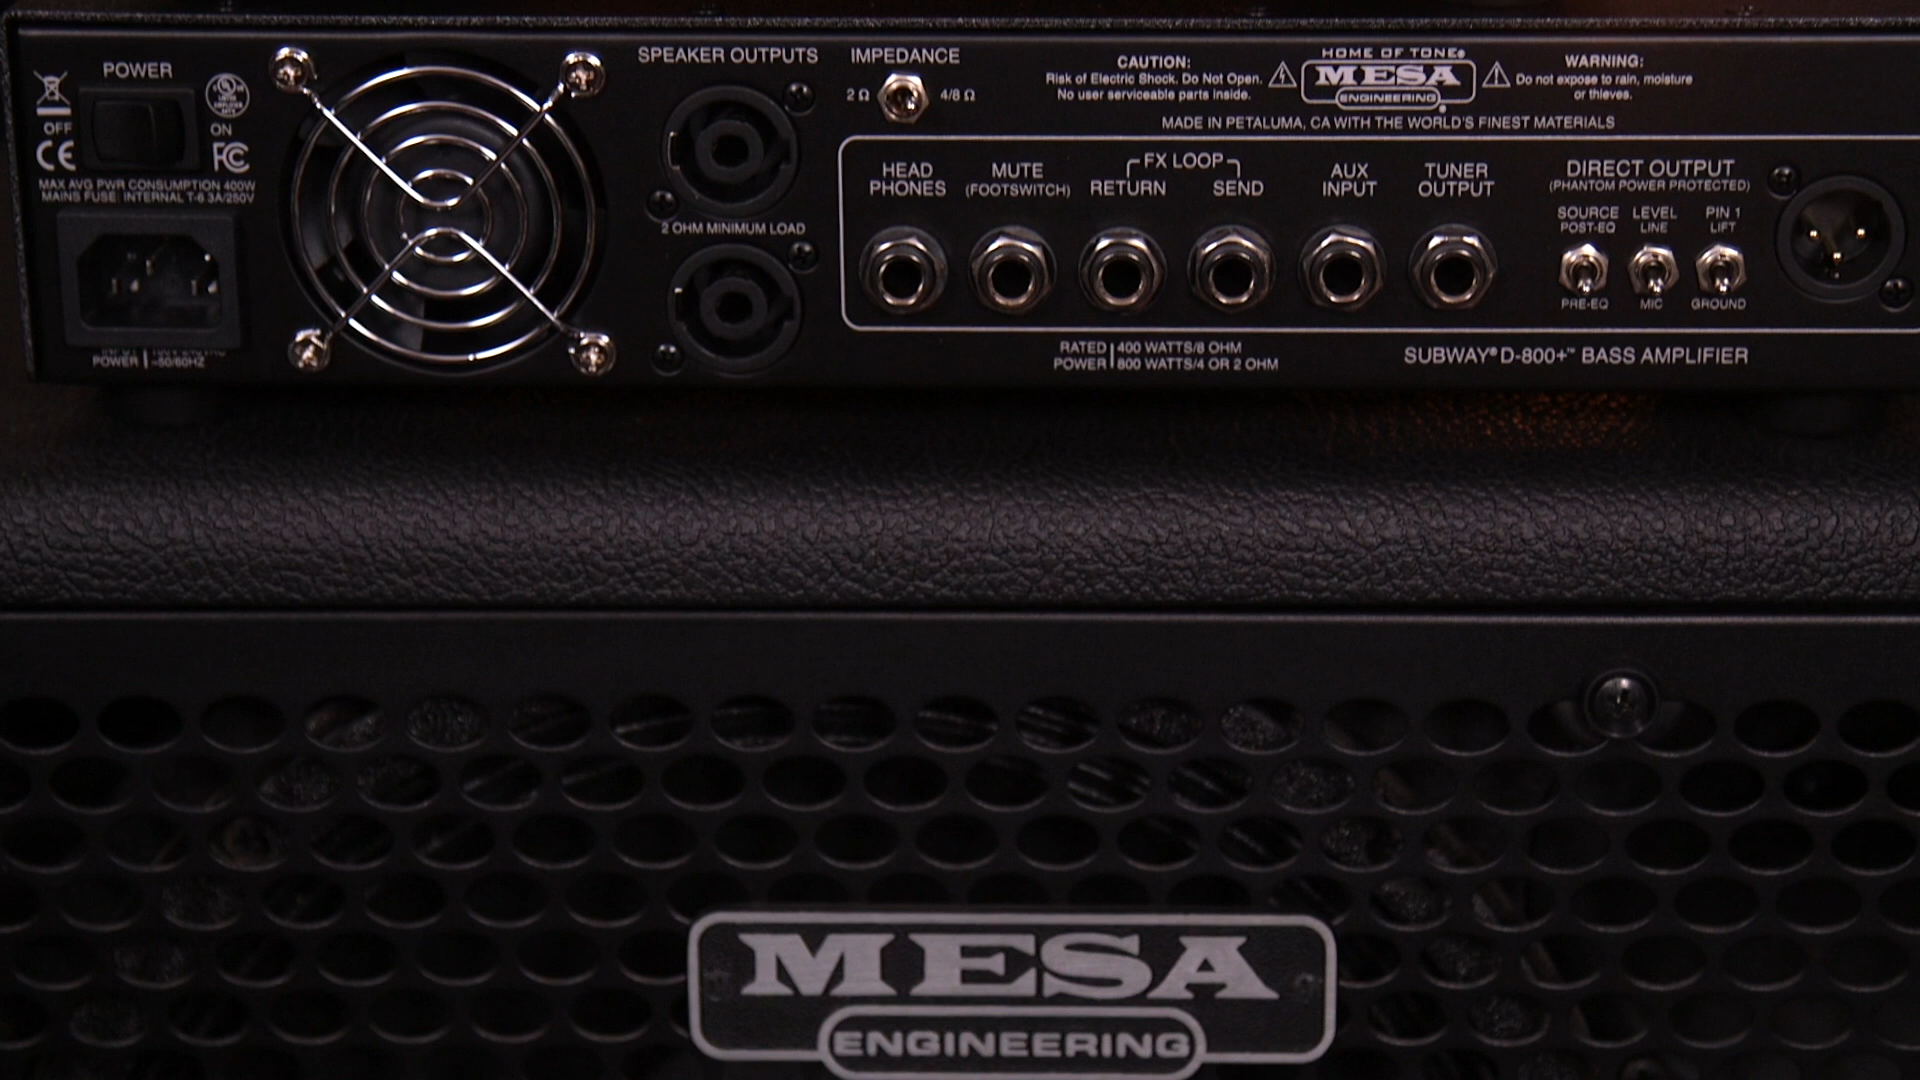 POWER
OFF
ON
CE
FC
MAX AVG PWR CONSUMPTION 400W
MAINS FUSE: INTERNAL T-6.3A/250V
POWER
~50/60HZ
SPEAKER OUTPUTS
2 OHM MINIMUM LOAD
IMPEDANCE
2 Ω 4/8 Ω
CAUTION:
Risk of Electric Shock. Do Not Open.
No user serviceable parts inside.
HOME OF TONE®
MESA
ENGINEERING®
WARNING:
Do not expose to rain, moisture
or thieves.
MADE IN PETALUMA, CA WITH THE WORLD'S FINEST MATERIALS
HEAD
PHONES
MUTE
(FOOTSWITCH)
FX LOOP
RETURN SEND
AUX
INPUT
TUNER
OUTPUT
DIRECT OUTPUT
(PHANTOM POWER PROTECTED)
SOURCE
POST-EQ
PRE-EQ
LEVEL
LINE
MIC
PIN 1
LIFT
GROUND
RATED 400 WATTS/8 OHM
POWER 800 WATTS/4 OR 2 OHM
SUBWAY® D-800+™ BASS AMPLIFIER
MESA
ENGINEERING